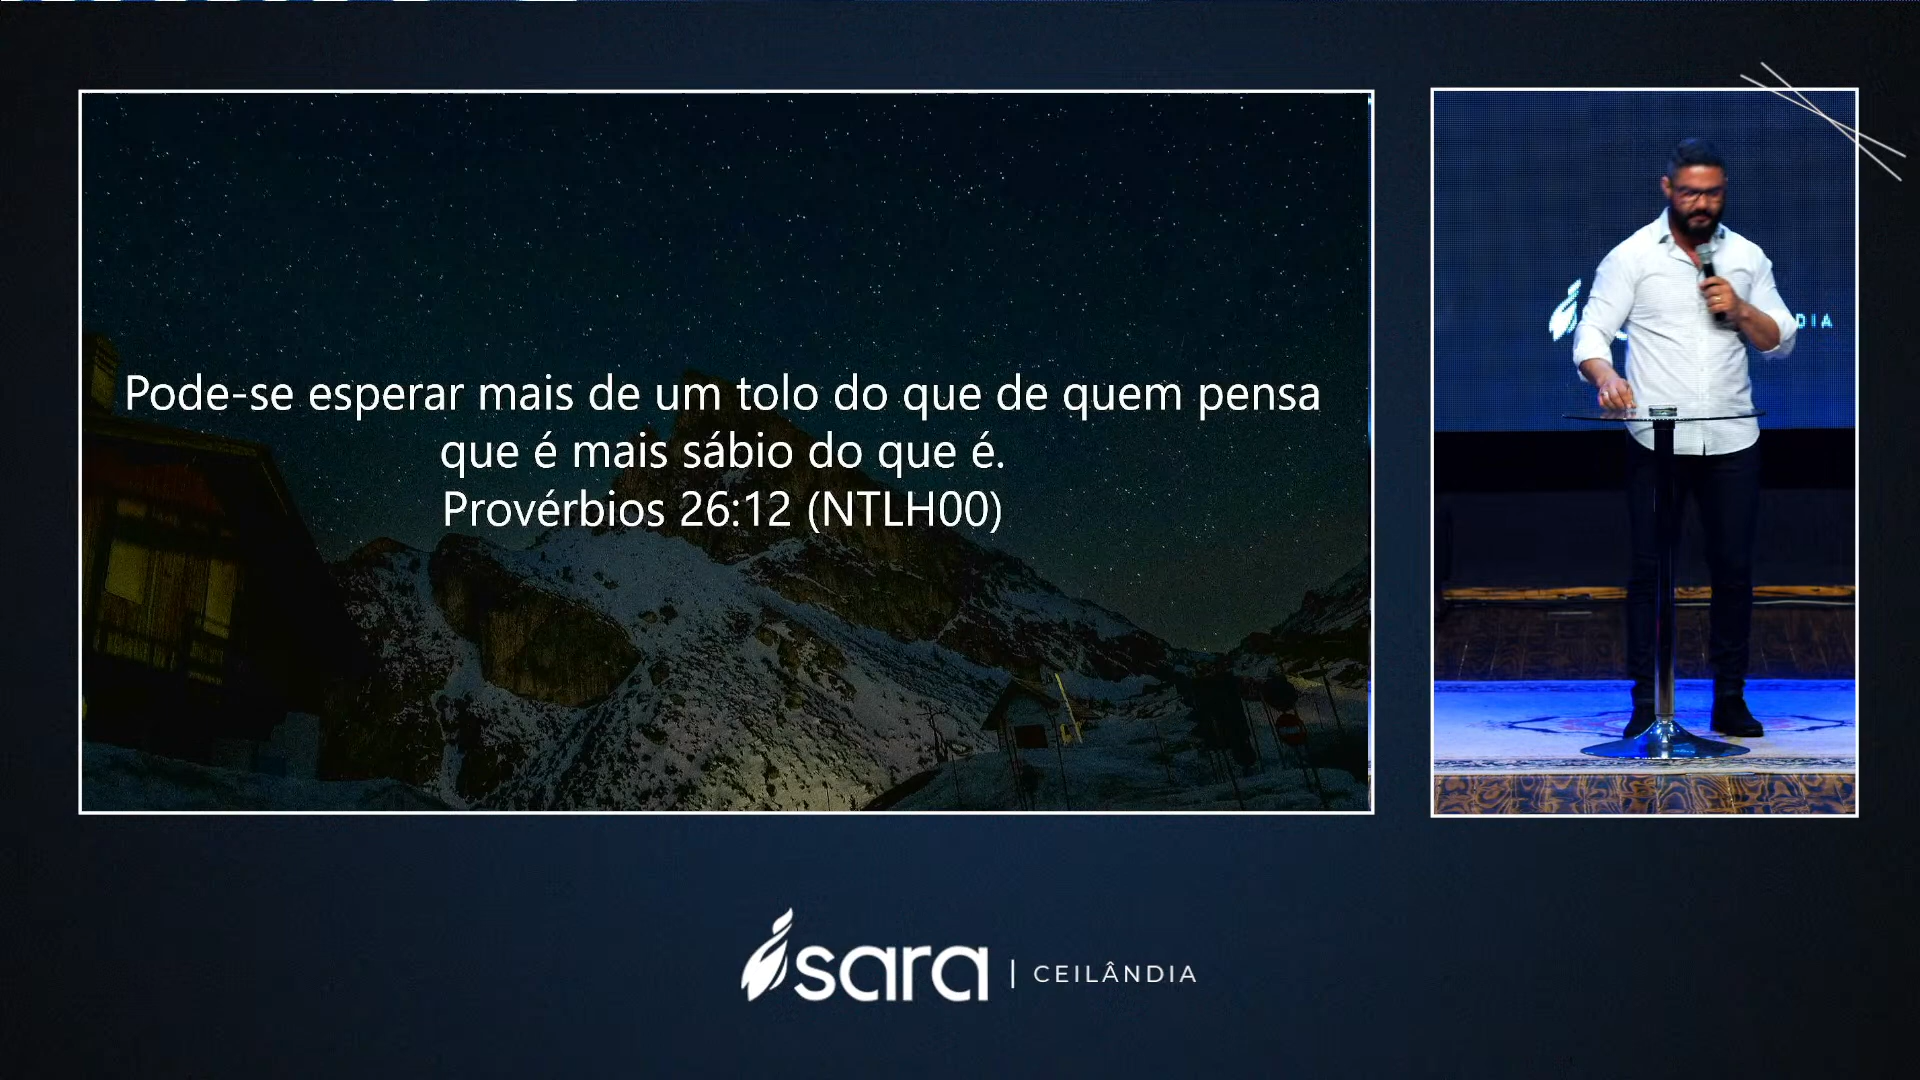 Pode-se esperar mais de um tolo do que de quem pensa
que é mais sábio do que é.
Provérbios 26:12 (NTLH00)
DIA
sara | CEILÂNDIA